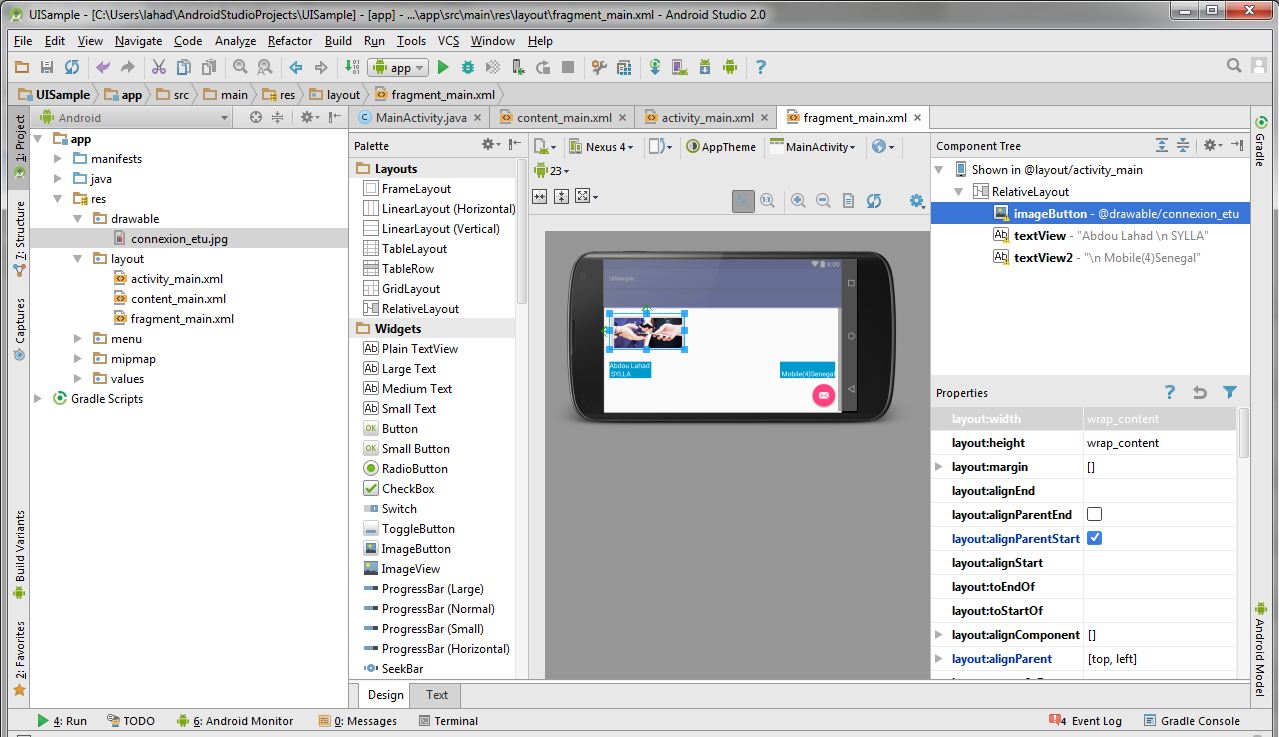 UISample - [C:\Users\lahad\AndroidStudioProjects\UISample] - [app] - ...\app\src\main\res\layout\fragment_main.xml - Android Studio 2.0
File Edit View Navigate Code Analyze Refactor Build Run Tools VCS Window Help
app
UISample app src main res layout fragment_main.xml
1: Project
7: Structure
Captures
Build Variants
2: Favorites
Android
app
manifests
java
res
drawable
connexion_etu.jpg
layout
activity_main.xml
content_main.xml
fragment_main.xml
menu
mipmap
values
Gradle Scripts
MainActivity.java content_main.xml activity_main.xml fragment_main.xml
Palette
Layouts
FrameLayout
LinearLayout (Horizontal)
LinearLayout (Vertical)
TableLayout
TableRow
GridLayout
RelativeLayout
Widgets
Ab Plain TextView
Ab Large Text
Ab Medium Text
Ab Small Text
OK Button
OK Small Button
RadioButton
CheckBox
Switch
ToggleButton
ImageButton
ImageView
ProgressBar (Large)
ProgressBar (Normal)
ProgressBar (Small)
ProgressBar (Horizontal)
SeekBar
Nexus 4 AppTheme MainActivity
23
1:1
6:00
UISample
Abdou Lahad
SYLLA
Mobile(4)Senegal
Design Text
Component Tree
Shown in @layout/activity_main
RelativeLayout
imageButton - @drawable/connexion_etu
Ab textView - "Abdou Lahad \n SYLLA"
Ab textView2 - "\n Mobile(4)Senegal"
Properties
layout:width wrap_content
layout:height wrap_content
layout:margin []
layout:alignEnd
layout:alignParentEnd
layout:alignParentStart
layout:alignStart
layout:toEndOf
layout:toStartOf
layout:alignComponent []
layout:alignParent [top, left]
Gradle
Android Model
4: Run TODO 6: Android Monitor 0: Messages Terminal 4 Event Log Gradle Console